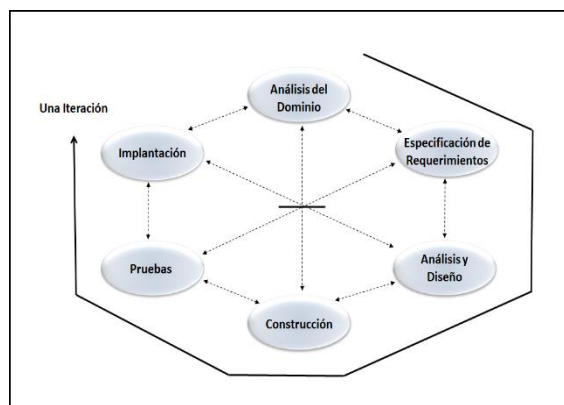 Análisis del
Dominio
Una Iteración
Implantación
Especificación de
Requerimientos
Pruebas
Análisis y
Diseño
Construcción